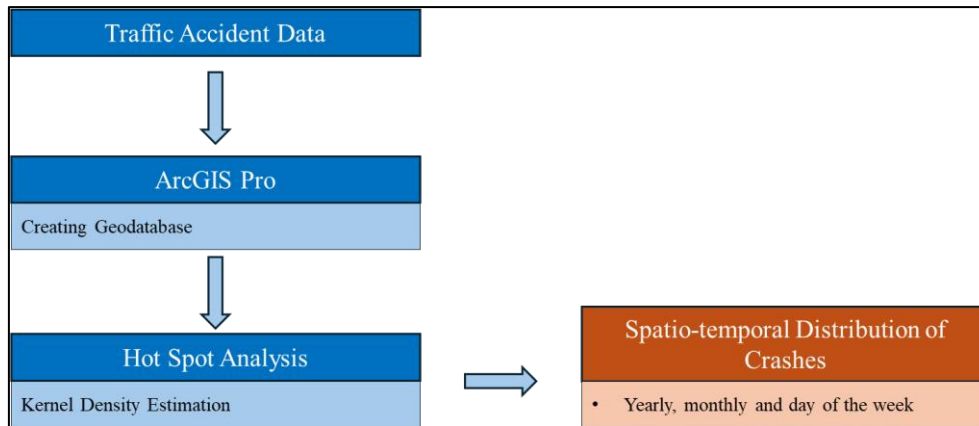 Traffic Accident Data
ArcGIS Pro
Creating Geodatabase
Hot Spot Analysis
Kernel Density Estimation
Spatio-temporal Distribution of
Crashes
• Yearly, monthly and day of the week